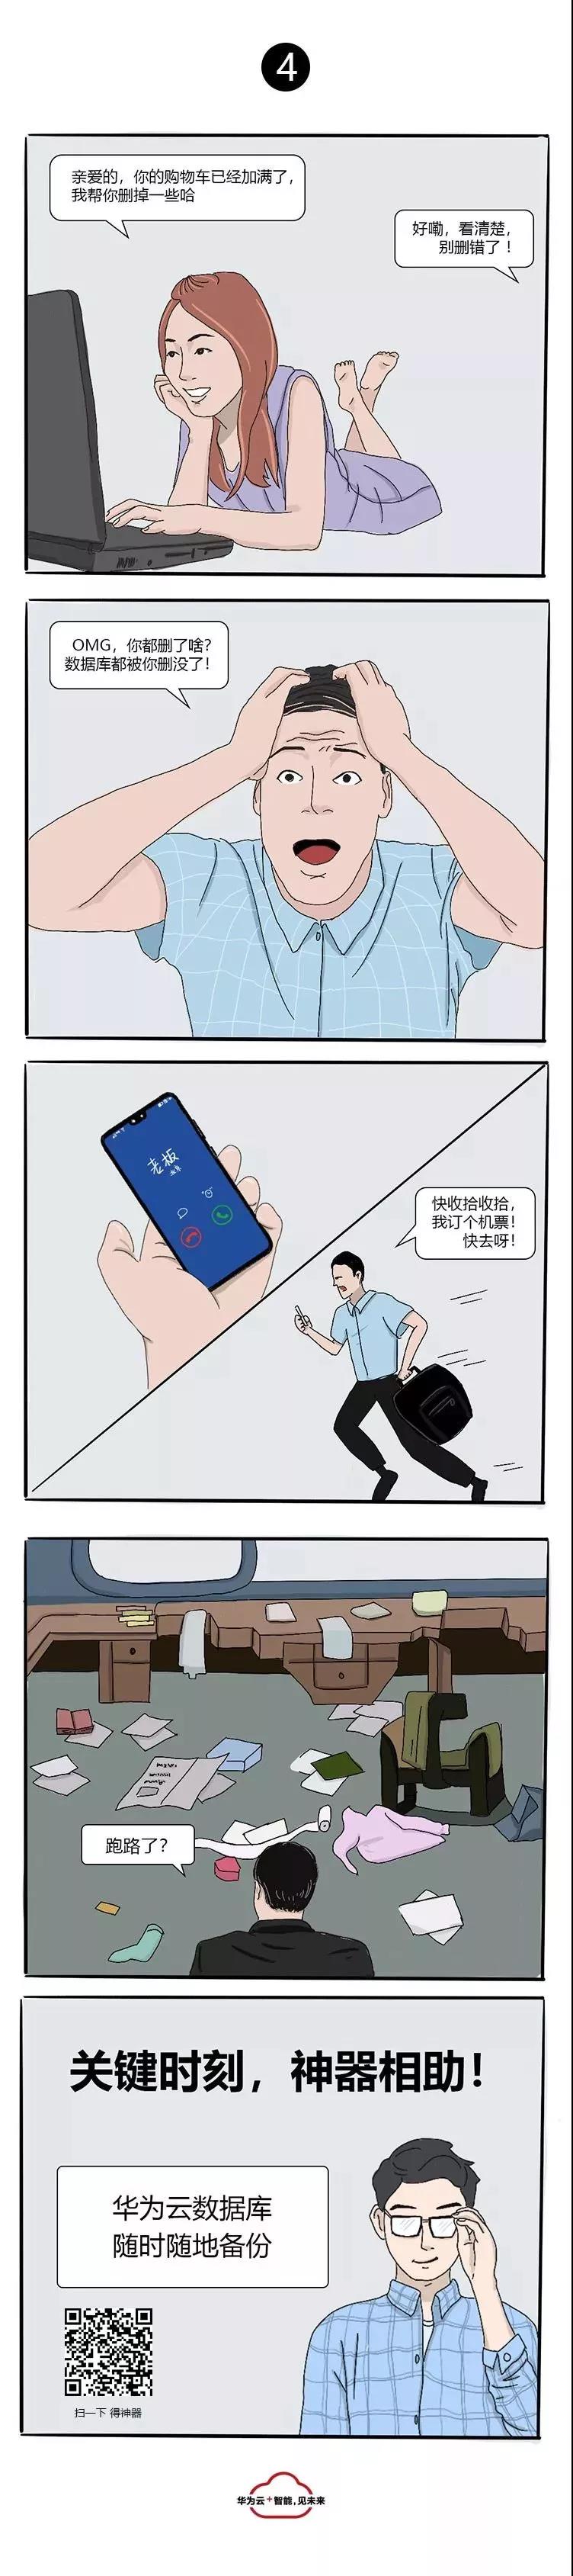 4
亲爱的，你的购物车已经加满了，
我帮你删掉一些哈
好嘞，看清楚，
别删错了！
OMG，你都删了啥？
数据库都被你删没了！
老板
快收拾收拾，
我订个机票！
快去呀！
跑路了？
关键时刻，神器相助！
华为云数据库
随时随地备份
扫一下 得神器
华为云+智能，见未来